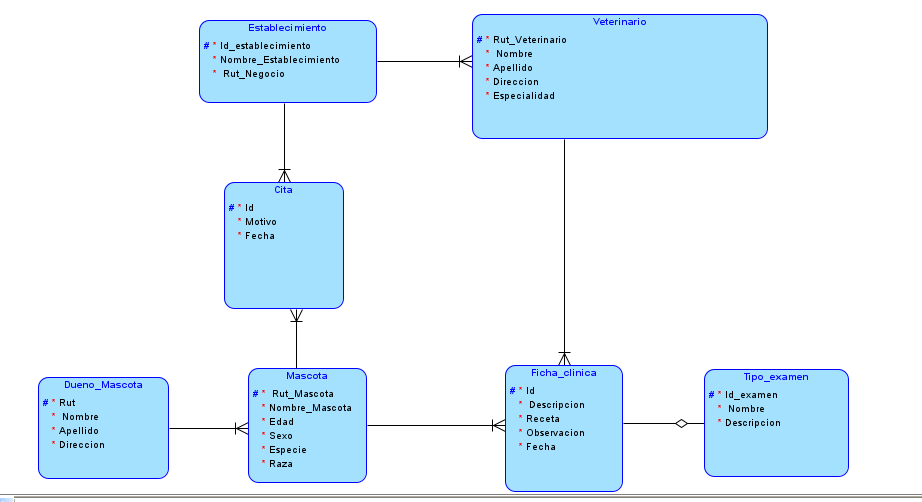 Establecimiento
# * Id_establecimiento
* Nombre_Establecimiento
* Rut_Negocio
Veterinario
# * Rut_Veterinario
* Nombre
* Apellido
* Direccion
* Especialidad
Cita
# * Id
* Motivo
* Fecha
Dueno_Mascota
# * Rut
* Nombre
* Apellido
* Direccion
Mascota
# * Rut_Mascota
* Nombre_Mascota
* Edad
* Sexo
* Especie
* Raza
Ficha_clinica
# * Id
* Descripcion
* Receta
* Observacion
* Fecha
Tipo_examen
# * Id_examen
* Nombre
* Descripcion